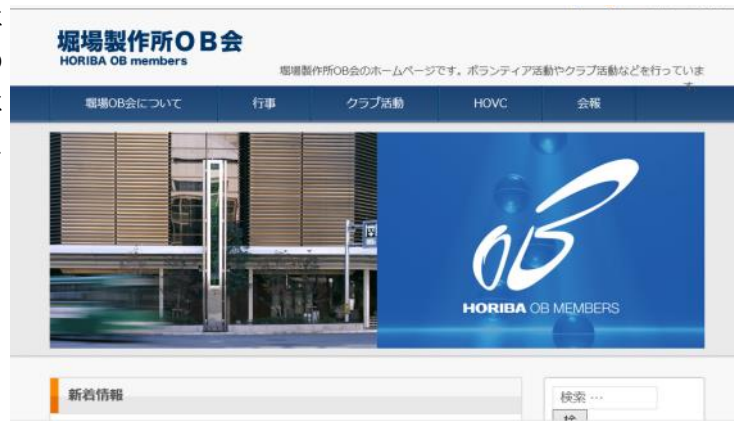 堀場製作所ＯＢ会
HORIBA OB members
堀場製作所OB会のホームページです。ボランティア活動やクラブ活動などを行っていま
す。
堀場OB会について
行事
クラブ活動
HOVC
会報
OB
HORIBA OB MEMBERS
新着情報
検索 …